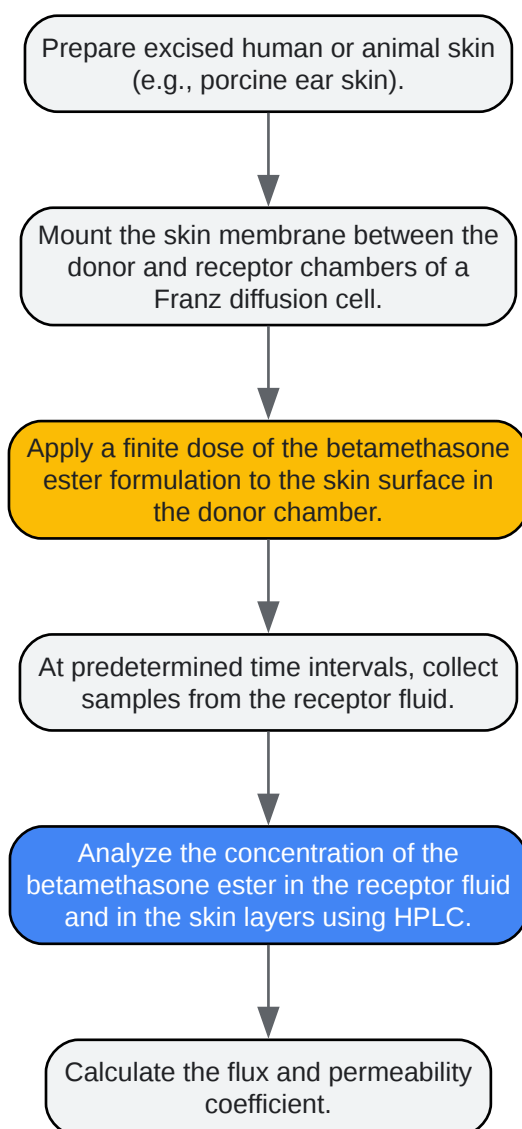 Prepare excised human or animal skin
(e.g., porcine ear skin).
Mount the skin membrane between the
donor and receptor chambers of a
Franz diffusion cell.
Apply a finite dose of the betamethasone
ester formulation to the skin surface in
the donor chamber.
At predetermined time intervals, collect
samples from the receptor fluid.
Analyze the concentration of the
betamethasone ester in the receptor fluid
and in the skin layers using HPLC.
Calculate the flux and permeability
coefficient.